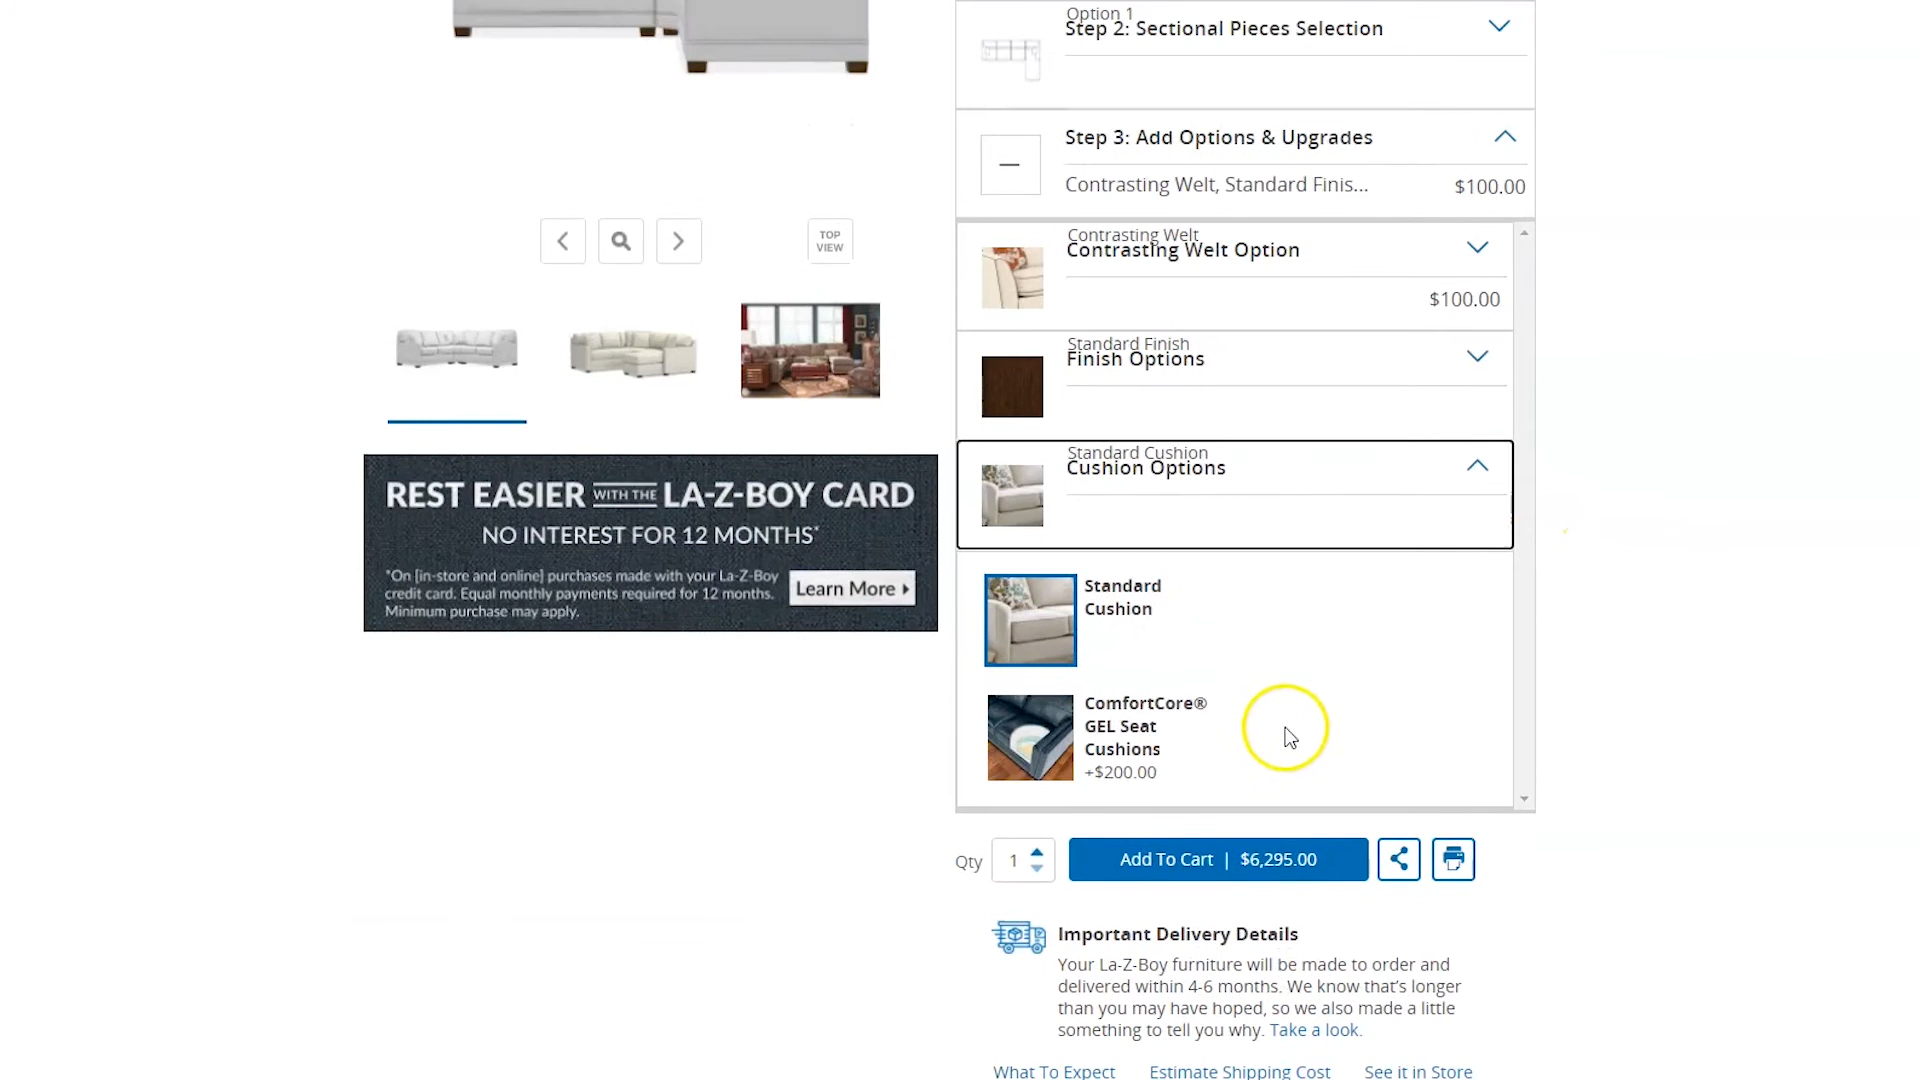 Option 1
Step 2: Sectional Pieces Selection
Step 3: Add Options & Upgrades
Contrasting Welt, Standard Finis...
$100.00
Contrasting Welt
Contrasting Welt Option
$100.00
Standard Finish
Finish Options
Standard Cushion
Cushion Options
Standard
Cushion
ComfortCore®
GEL Seat
Cushions
+$200.00
TOP
VIEW
REST EASIER WITH THE LA-Z-BOY CARD
NO INTEREST FOR 12 MONTHS*
*On [in-store and online] purchases made with your La-Z-Boy
credit card. Equal monthly payments required for 12 months.
Minimum purchase may apply.
Learn More
Qty 1
Add To Cart | $6,295.00
Important Delivery Details
Your La-Z-Boy furniture will be made to order and
delivered within 4-6 months. We know that's longer
than you may have hoped, so we also made a little
something to tell you why. Take a look.
What To Expect Estimate Shipping Cost See it in Store